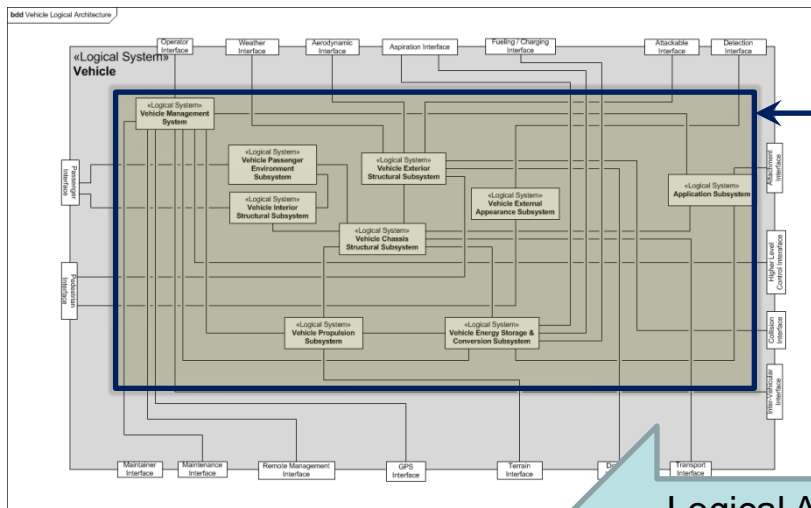 bdd Vehicle Logical Architecture
Operator
Interface
Weather
Interface
Aerodynamic
Interface
Aspiration Interface
Fueling / Charging
Interface
Attackable
Interface
Detection
Interface
«Logical System»
Vehicle
«Logical System»
Vehicle Management
System
«Logical System»
Vehicle Passenger
Environment
Subsystem
«Logical System»
Vehicle Exterior
Structural Subsystem
«Logical System»
Vehicle Interior
Structural Subsystem
«Logical System»
Vehicle External
Appearance Subsystem
«Logical System»
Application Subsystem
«Logical System»
Vehicle Chassis
Structural Subsystem
«Logical System»
Vehicle Propulsion
Subsystem
«Logical System»
Vehicle Energy Storage &
Conversion Subsystem
Passenger
Interface
Pedestrian
Interface
Attachment
Interface
Higher Level
Control Interaface
Collision
Interface
Inter-Vehicular
Interface
Maintainer
Interface
Maintenance
Interface
Remote Management
Interface
GPS
Interface
Terrain
Interface
Transport
Interface
Logical A